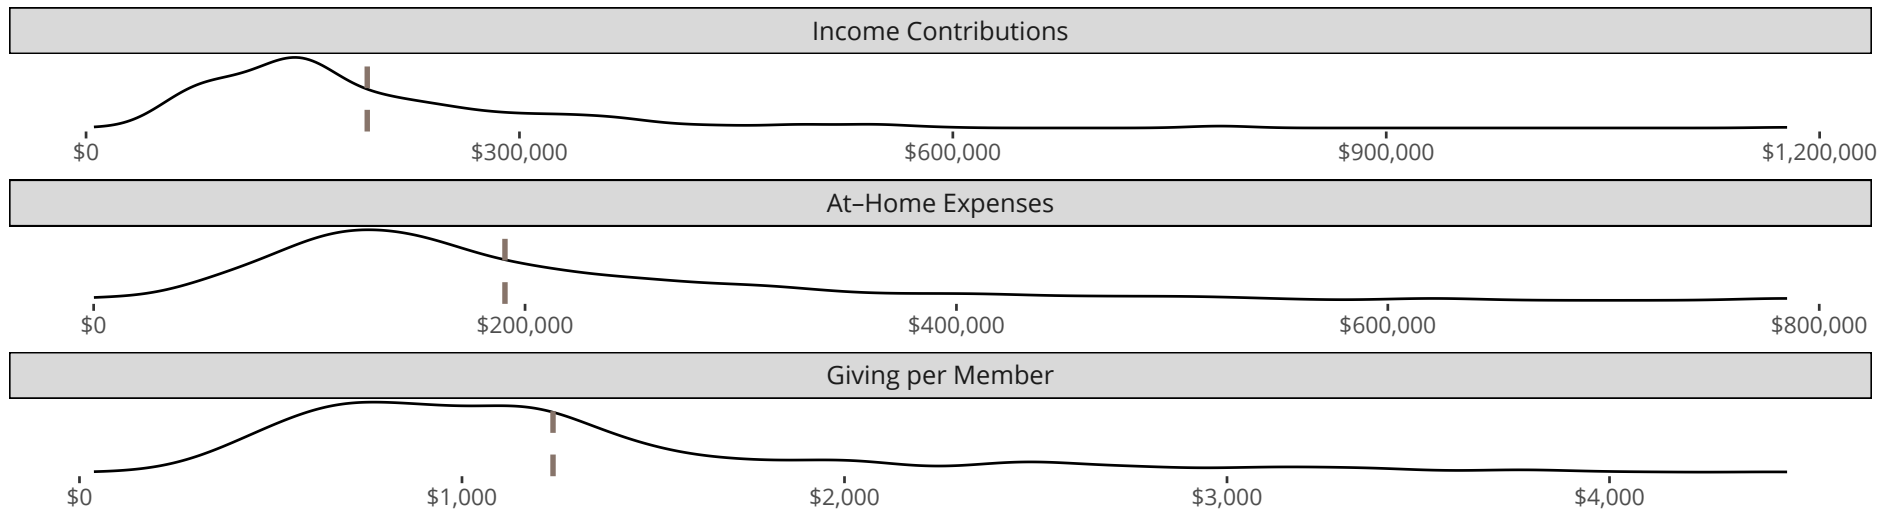 Income Contributions
$0 $300,000 $600,000 $900,000 $1,200,000
At–Home Expenses
$0 $200,000 $400,000 $600,000 $800,000
Giving per Member
$0 $1,000 $2,000 $3,000 $4,000